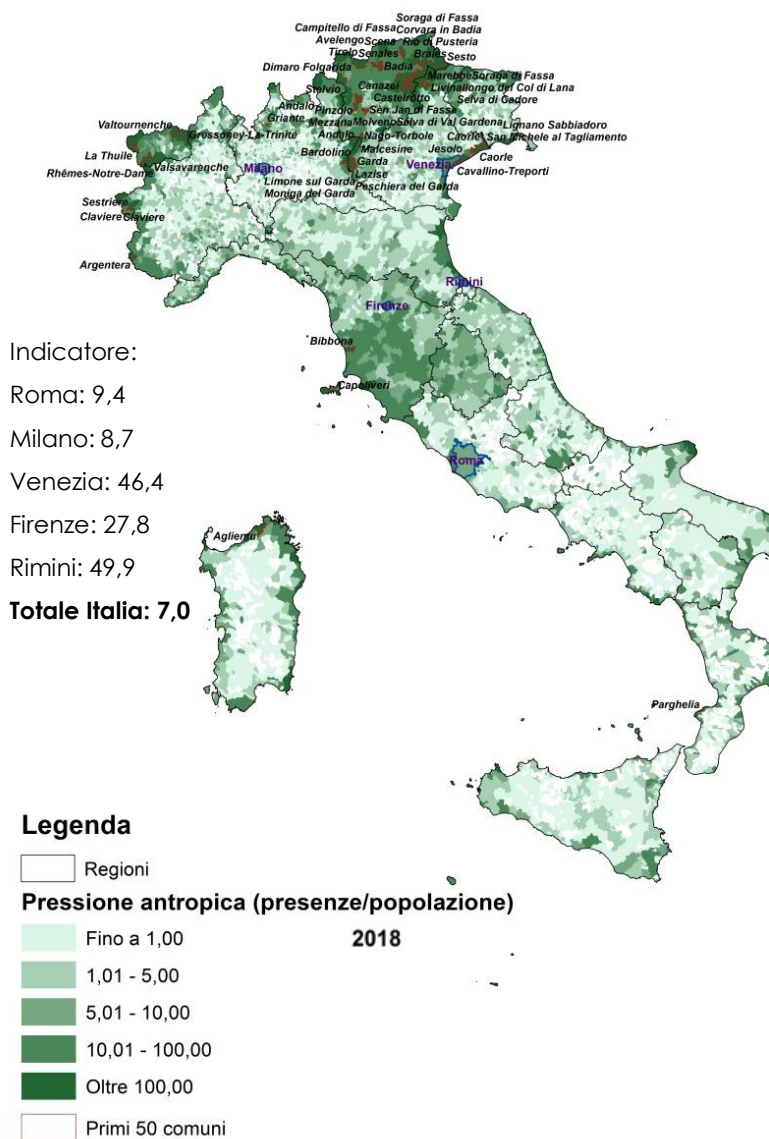 Soraga di Fassa
Campitello di Fassa
Corvara in Badia
Avelengo
Scena
Rio di Pusteria
Tirolo
Senales
Braies
Sesto
Dimaro Folgarida
Badia
Marebbe
Soraga di Fassa
Stelvio
Canazei
Livinallongo del Col di Lana
Castelrotto
Selva di Cadore
Andalo
Pinzolo
Sèn Jan di Fassa
Griante
Mezzana
Molveno
Selva di Val Gardena
Lignano Sabbiadoro
Valtournenche
Gressoney-La-Trinité
Andalo
Nago-Torbole
Caorle
San Michele al Tagliamento
Bardolino
Malcesine
Jesolo
La Thuile
Valsavarenche
Milano
Garda
Venezia
Caorle
Rhêmes-Notre-Dame
Lazise
Cavallino-Treporti
Limone sul Garda
Peschiera del Garda
Moniga del Garda
Sestriere
Claviere
Claviere
Argentera
Rimini
Firenze
Bibbona
Capoliveri
Roma
Indicatore:
Roma: 9,4
Milano: 8,7
Venezia: 46,4
Firenze: 27,8
Rimini: 49,9
Totale Italia: 7,0
Aglientu
Parghelia
Legenda
Regioni
Pressione antropica (presenze/popolazione)
Fino a 1,00
2018
1,01 - 5,00
5,01 - 10,00
10,01 - 100,00
Oltre 100,00
Primi 50 comuni